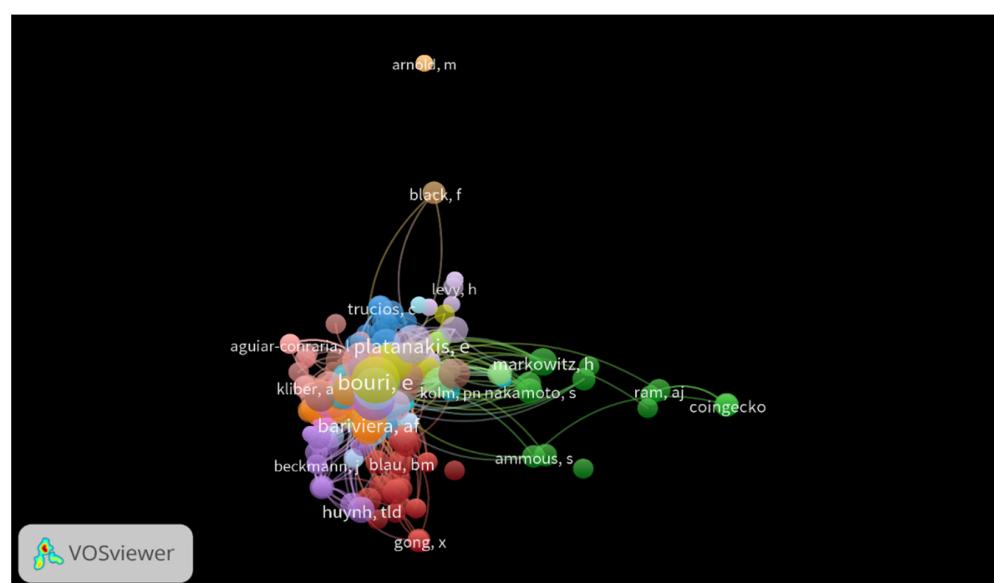 arnold, m
black, f
levy, h
trucios, c
aguiar-conraria, l
platanakis, e
markowitz, h
bouri, e
kliber, a
kolm, pn
nakamoto, s
ram, aj
coingecko
bariviera, af
ammous, s
beckmann, j
blau, bm
huynh, tld
gong, x
VOSviewer